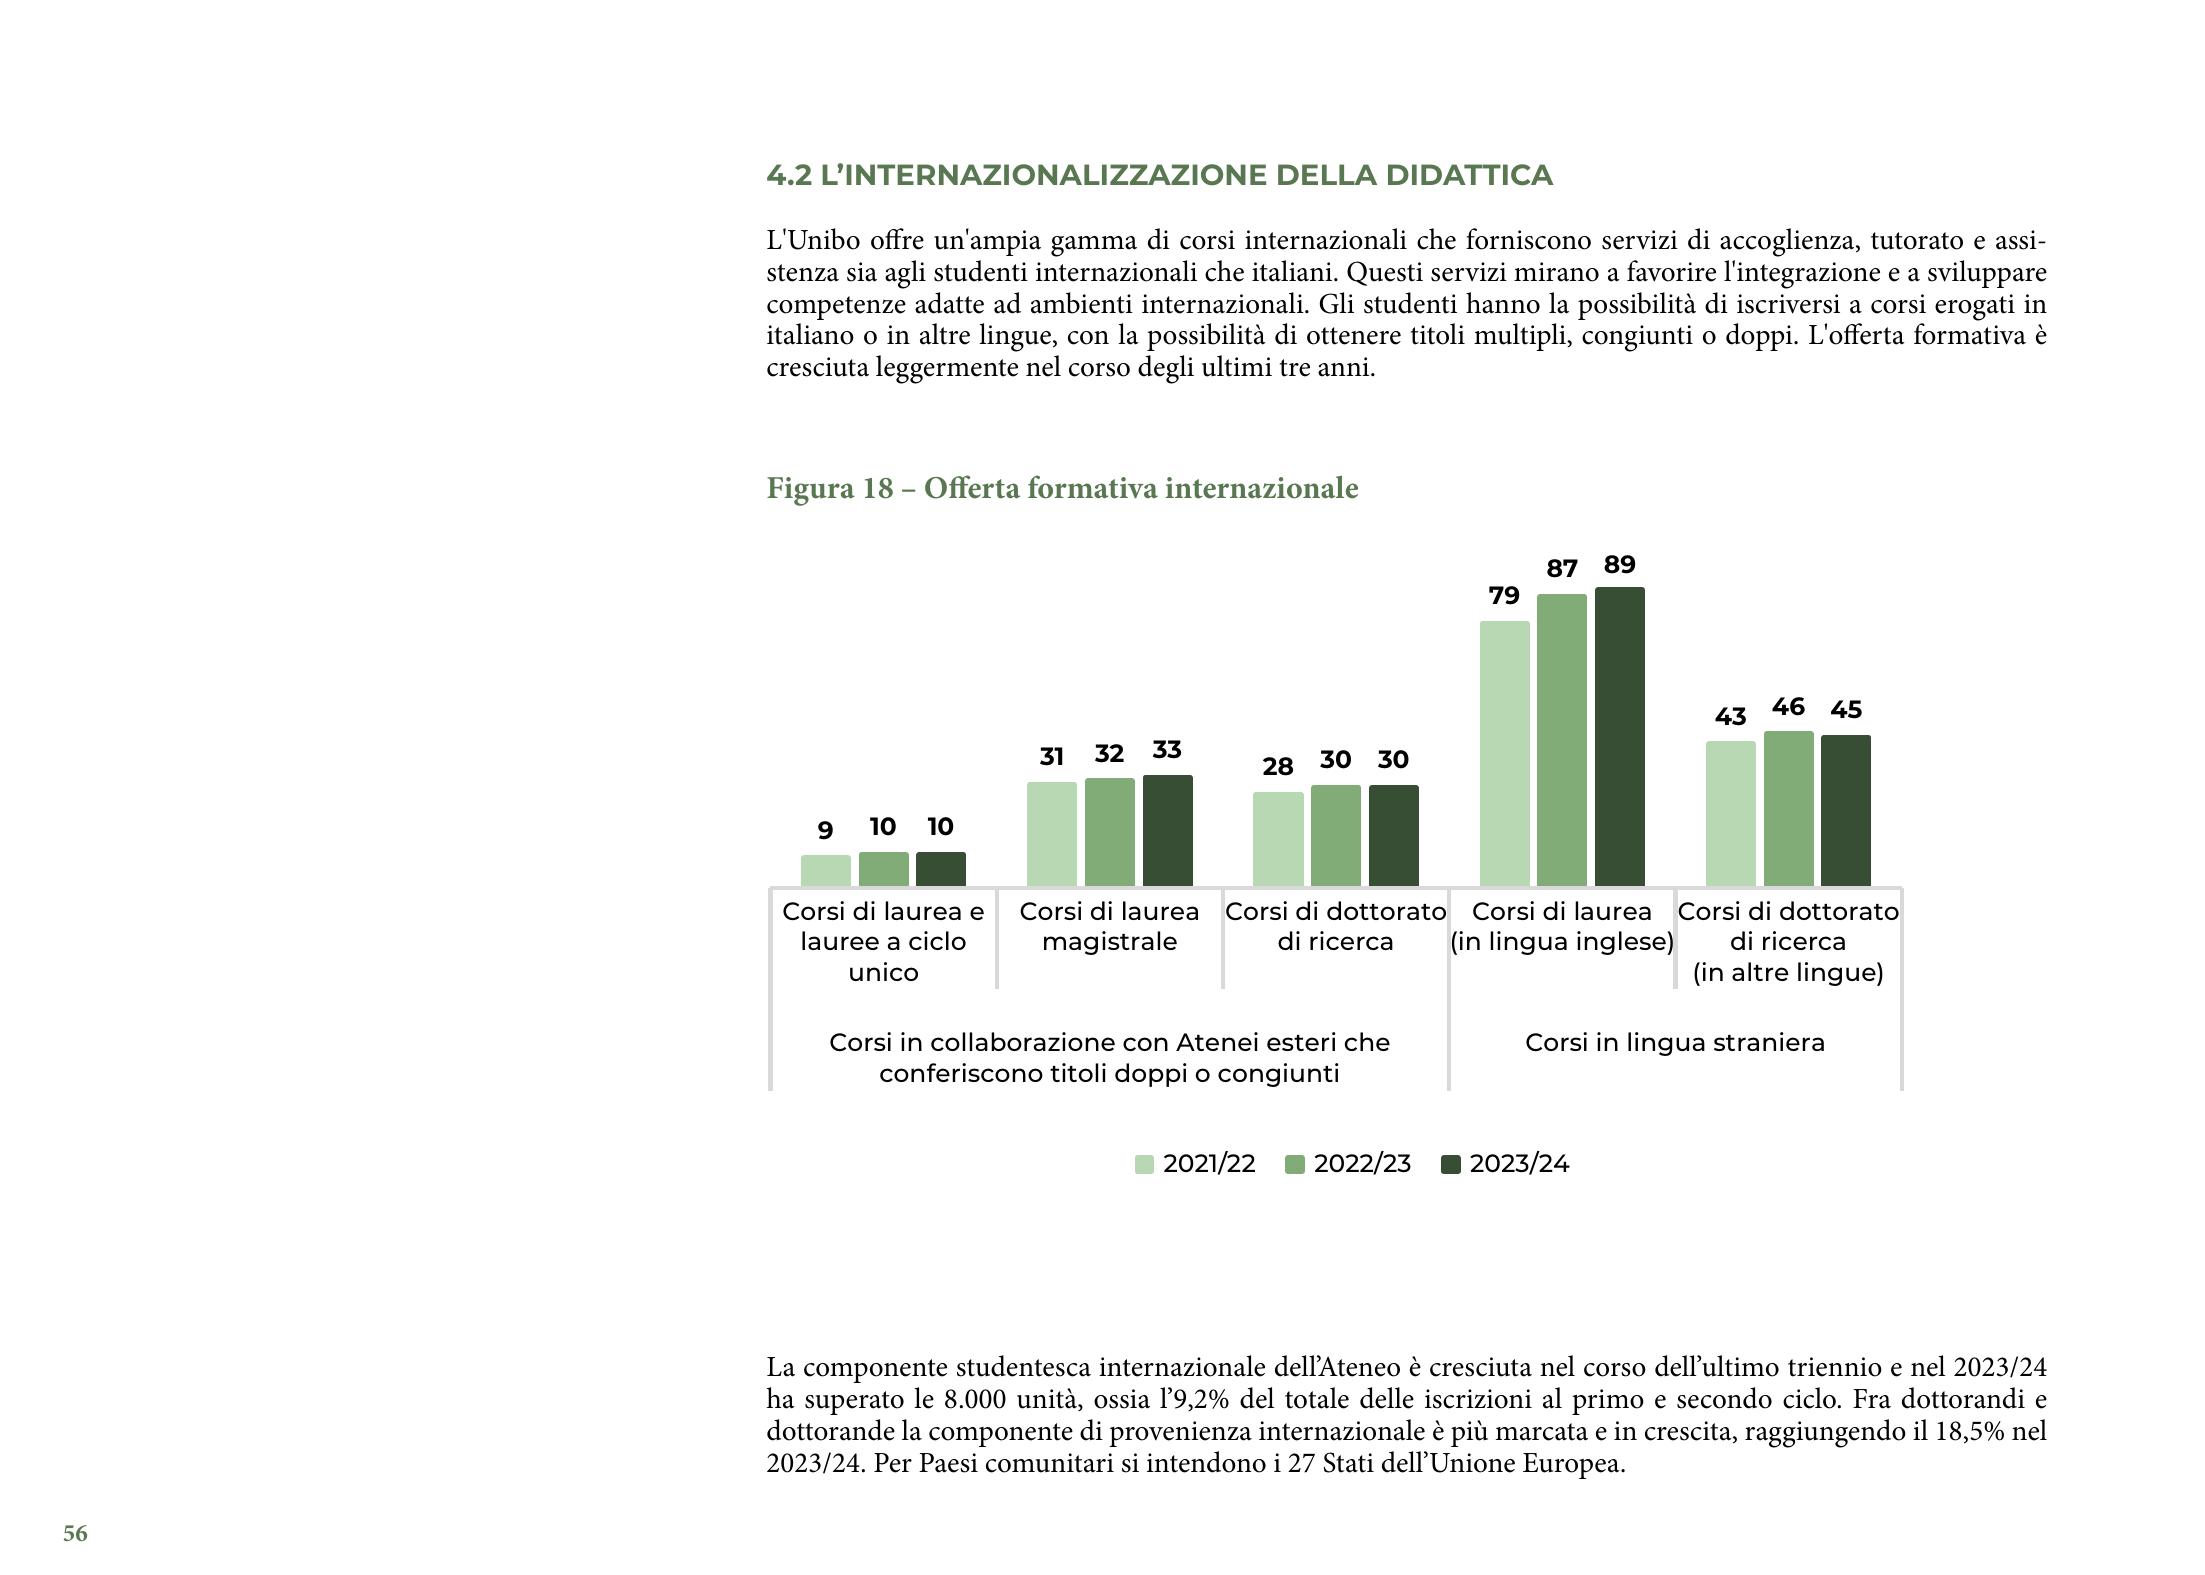 4.2 L’INTERNAZIONALIZZAZIONE DELLA DIDATTICA
L'Unibo offre un'ampia gamma di corsi internazionali che forniscono servizi di accoglienza, tutorato e assi-
stenza sia agli studenti internazionali che italiani. Questi servizi mirano a favorire l'integrazione e a sviluppare
competenze adatte ad ambienti internazionali. Gli studenti hanno la possibilità di iscriversi a corsi erogati in
italiano o in altre lingue, con la possibilità di ottenere titoli multipli, congiunti o doppi. L'offerta formativa è
cresciuta leggermente nel corso degli ultimi tre anni.
Figura 18 – Offerta formativa internazionale
9 10 10
31 32 33
28 30 30
79 87 89
43 46 45
Corsi di laurea e
lauree a ciclo
unico
Corsi di laurea
magistrale
Corsi di dottorato
di ricerca
Corsi di laurea
(in lingua inglese)
Corsi di dottorato
di ricerca
(in altre lingue)
Corsi in collaborazione con Atenei esteri che
conferiscono titoli doppi o congiunti
Corsi in lingua straniera
2021/22 2022/23 2023/24
La componente studentesca internazionale dell’Ateneo è cresciuta nel corso dell’ultimo triennio e nel 2023/24
ha superato le 8.000 unità, ossia l’9,2% del totale delle iscrizioni al primo e secondo ciclo. Fra dottorandi e
dottorande la componente di provenienza internazionale è più marcata e in crescita, raggiungendo il 18,5% nel
2023/24. Per Paesi comunitari si intendono i 27 Stati dell’Unione Europea.
56